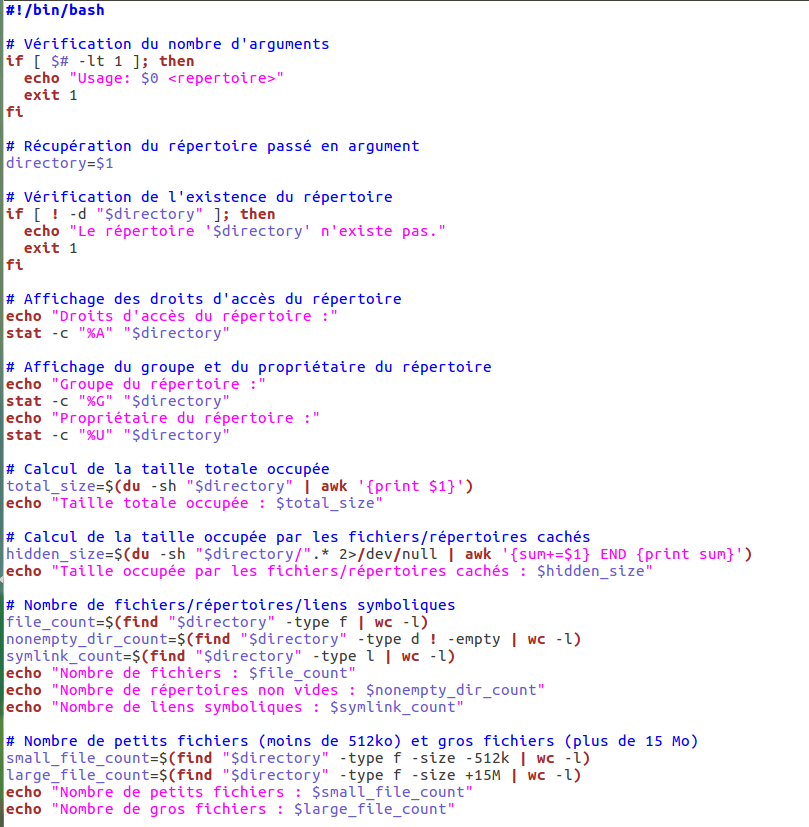 #!/bin/bash
# Vérification du nombre d'arguments
if [ $# -lt 1 ]; then
  echo "Usage: $0 <repertoire>"
  exit 1
fi
# Récupération du répertoire passé en argument
directory=$1
# Vérification de l'existence du répertoire
if [ ! -d "$directory" ]; then
  echo "Le répertoire '$directory' n'existe pas."
  exit 1
fi
# Affichage des droits d'accès du répertoire
echo "Droits d'accès du répertoire :"
stat -c "%A" "$directory"
# Affichage du groupe et du propriétaire du répertoire
echo "Groupe du répertoire :"
stat -c "%G" "$directory"
echo "Propriétaire du répertoire :"
stat -c "%U" "$directory"
# Calcul de la taille totale occupée
total_size=$(du -sh "$directory" | awk '{print $1}')
echo "Taille totale occupée : $total_size"
# Calcul de la taille occupée par les fichiers/répertoires cachés
hidden_size=$(du -sh "$directory/".* 2>/dev/null | awk '{sum+=$1} END {print sum}')
echo "Taille occupée par les fichiers/répertoires cachés : $hidden_size"
# Nombre de fichiers/répertoires/liens symboliques
file_count=$(find "$directory" -type f | wc -l)
nonempty_dir_count=$(find "$directory" -type d ! -empty | wc -l)
symlink_count=$(find "$directory" -type l | wc -l)
echo "Nombre de fichiers : $file_count"
echo "Nombre de répertoires non vides : $nonempty_dir_count"
echo "Nombre de liens symboliques : $symlink_count"
# Nombre de petits fichiers (moins de 512ko) et gros fichiers (plus de 15 Mo)
small_file_count=$(find "$directory" -type f -size -512k | wc -l)
large_file_count=$(find "$directory" -type f -size +15M | wc -l)
echo "Nombre de petits fichiers : $small_file_count"
echo "Nombre de gros fichiers : $large_file_count"